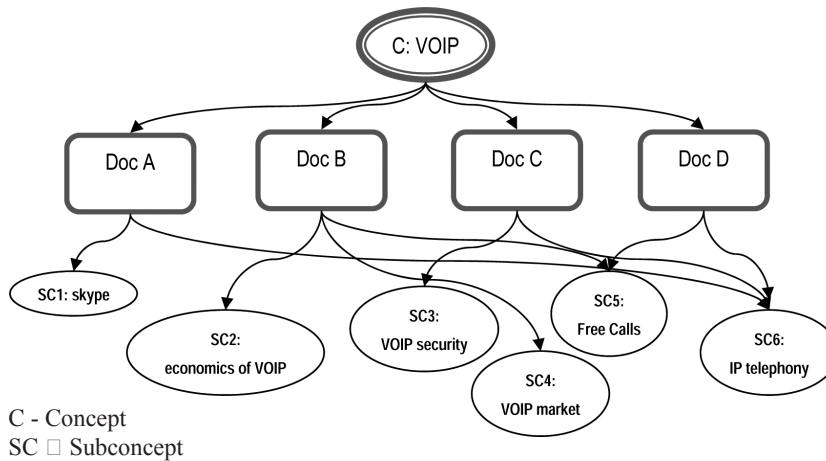 C: VOIP
Doc A
Doc B
Doc C
Doc D
SC1: skype
SC2:
economics of VOIP
SC3:
VOIP security
SC4:
VOIP market
SC5:
Free Calls
SC6:
IP telephony
C - Concept
SC □ Subconcept